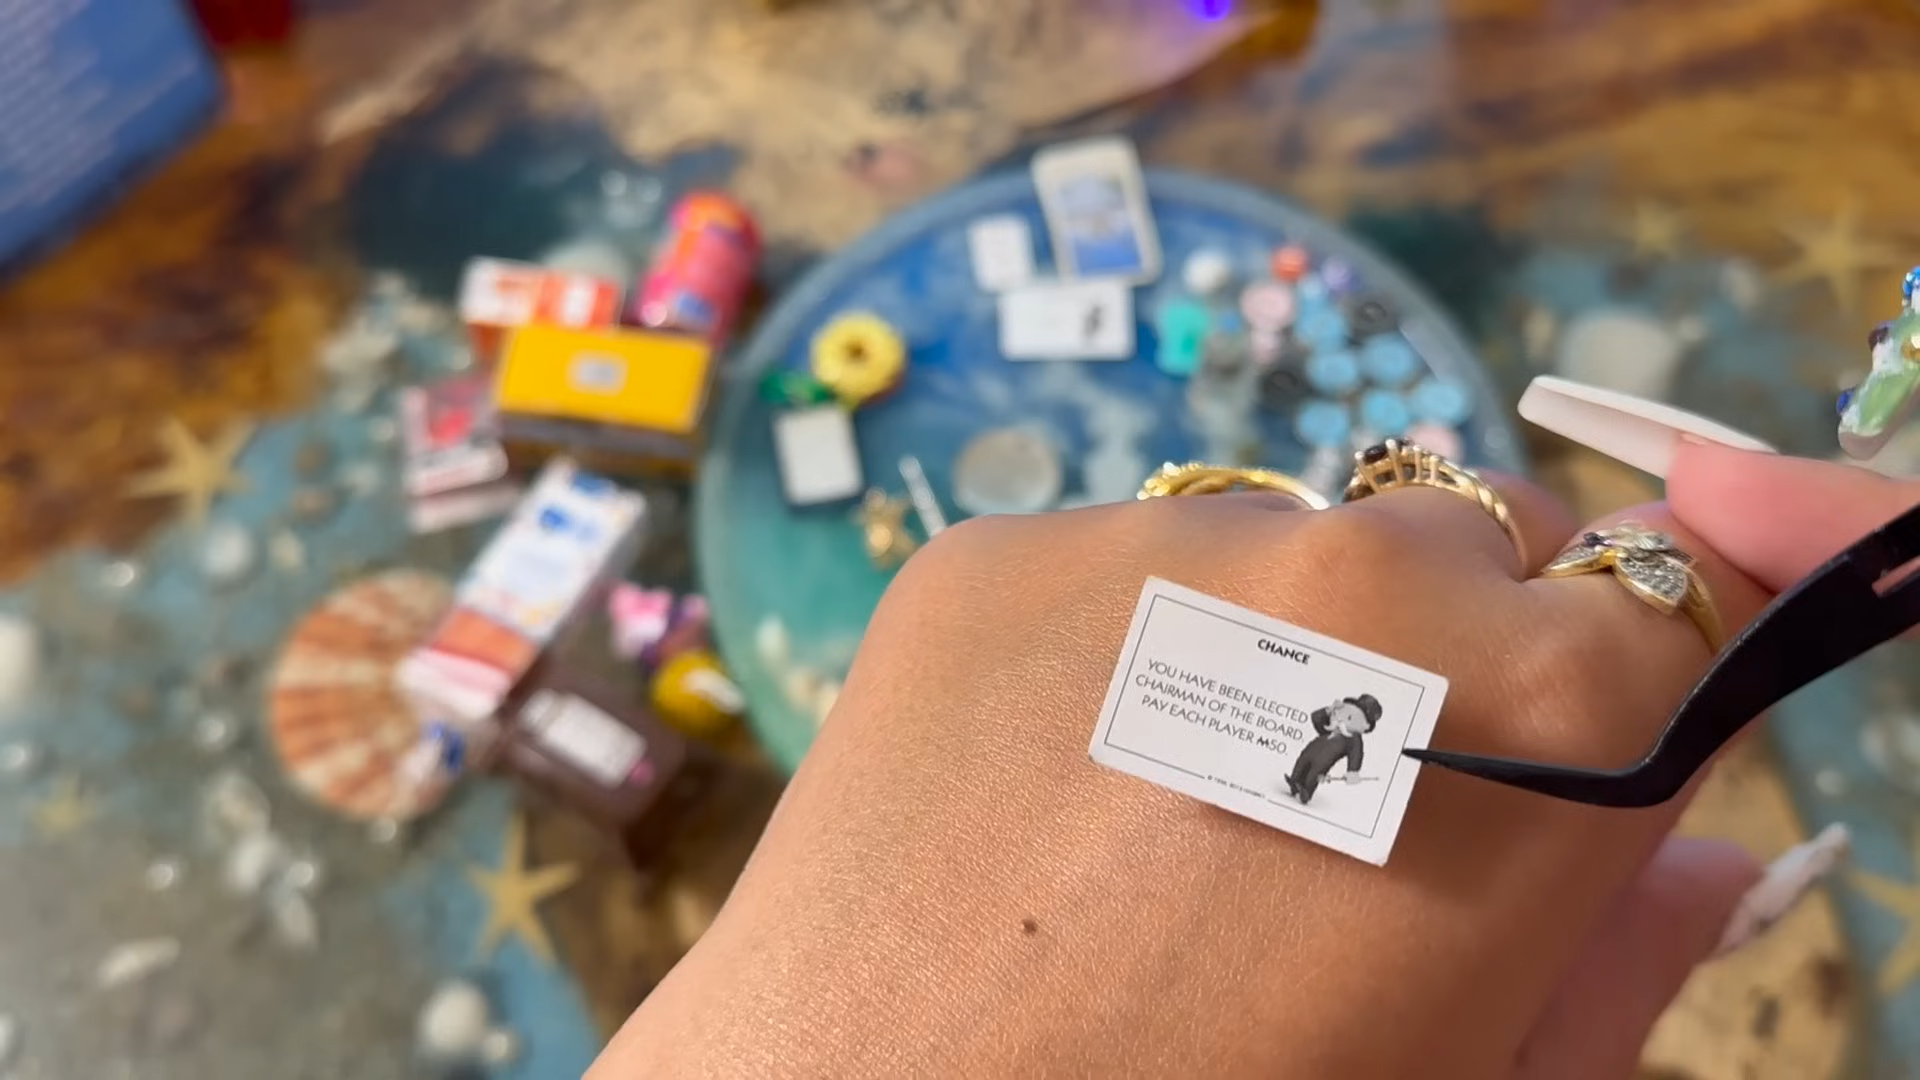 CHANCE
YOU HAVE BEEN ELECTED
CHAIRMAN OF THE BOARD.
PAY EACH PLAYER ₩50.